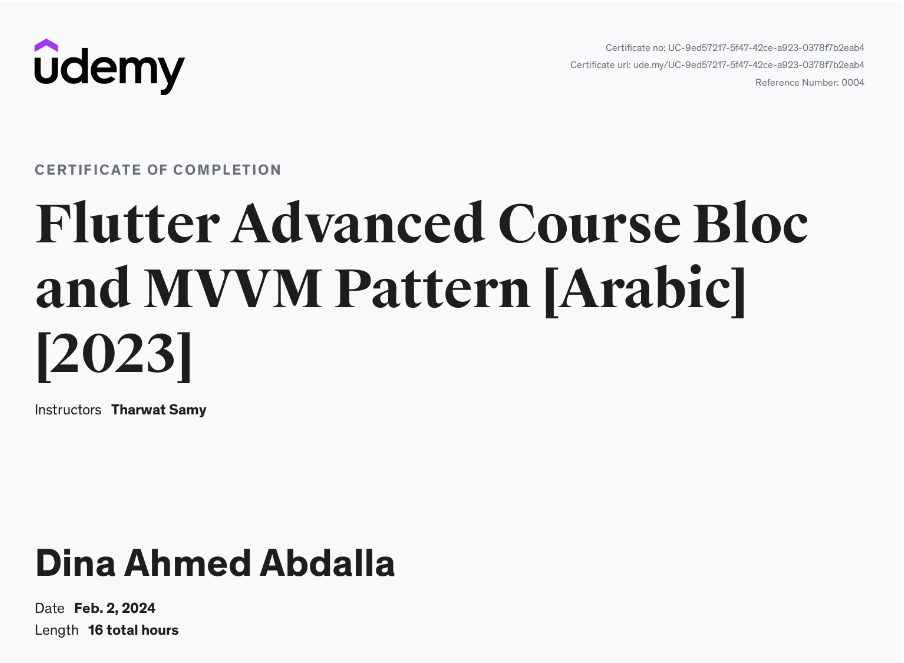 udemy
Certificate no: UC-9ed57217-5f47-42ce-a923-0378f7b2eab4
Certificate url: ude.my/UC-9ed57217-5f47-42ce-a923-0378f7b2eab4
Reference Number: 0004
CERTIFICATE OF COMPLETION
Flutter Advanced Course Bloc
and MVVM Pattern [Arabic]
[2023]
Instructors Tharwat Samy
Dina Ahmed Abdalla
Date Feb. 2, 2024
Length 16 total hours